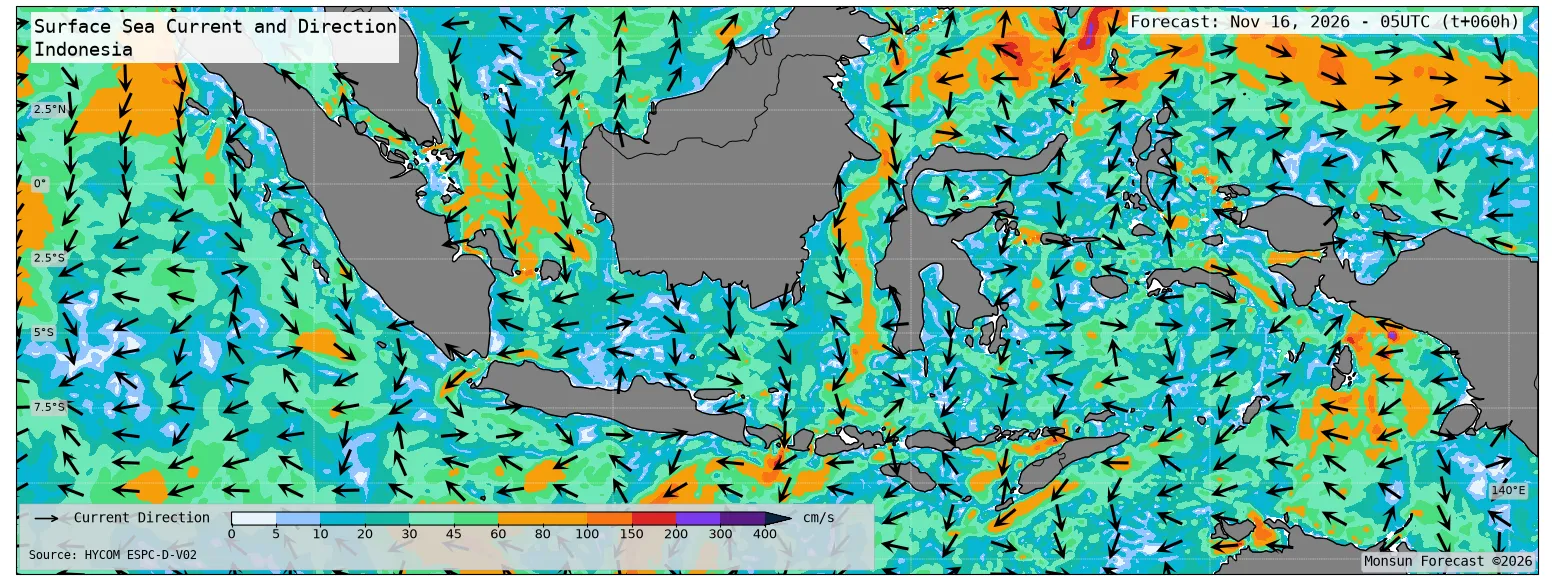 Surface Sea Current and Direction
Indonesia
Forecast: Nov 16, 2026 - 05UTC (t+060h)
2.5°N
0°
2.5°S
5°S
7.5°S
140°E
Current Direction
0 5 10 20 30 45 60 80 100 150 200 300 400 cm/s
Source: HYCOM ESPC-D-V02
Monsun Forecast ©2026